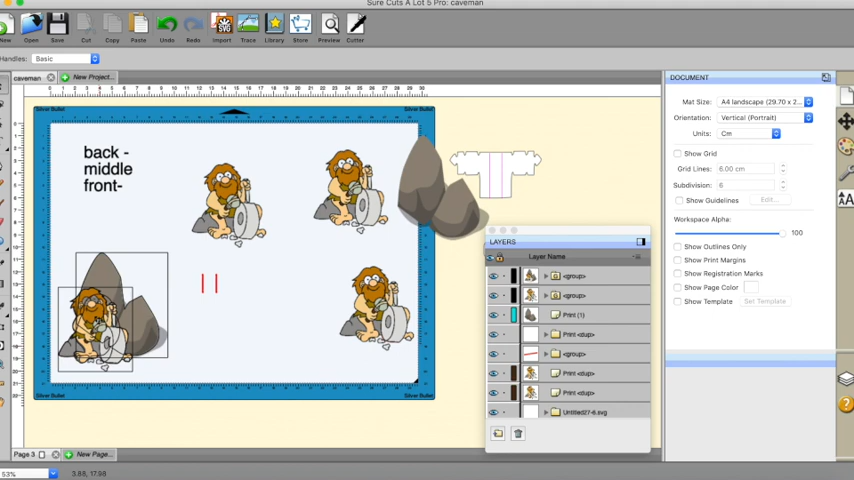 Sure Cuts A Lot 5 Pro: caveman
New Open Save Cut Copy Paste Undo Redo Import Trace Library Store Preview Cutter
SVG
Handles: Basic
caveman New Project...
DOCUMENT
Silver Bullet Silver Bullet
Mat Size: A4 landscape (29.70 x 2...
Orientation: Vertical (Portrait)
Units: Cm
back -
middle
front-
Show Grid
Grid Lines: 6.00 cm
Subdivision: 6
Show Guidelines Edit...
Workspace Alpha: 100
Show Outlines Only
Show Print Margins
Show Registration Marks
Show Page Color
Show Template Set Template
LAYERS
Layer Name
<group>
<group>
Print (1)
Print <dup>
<group>
Print <dup>
Print <dup>
Untitled27-6.svg
Silver Bullet Silver Bullet
Page 3 New Page...
53% 3.88, 17.98